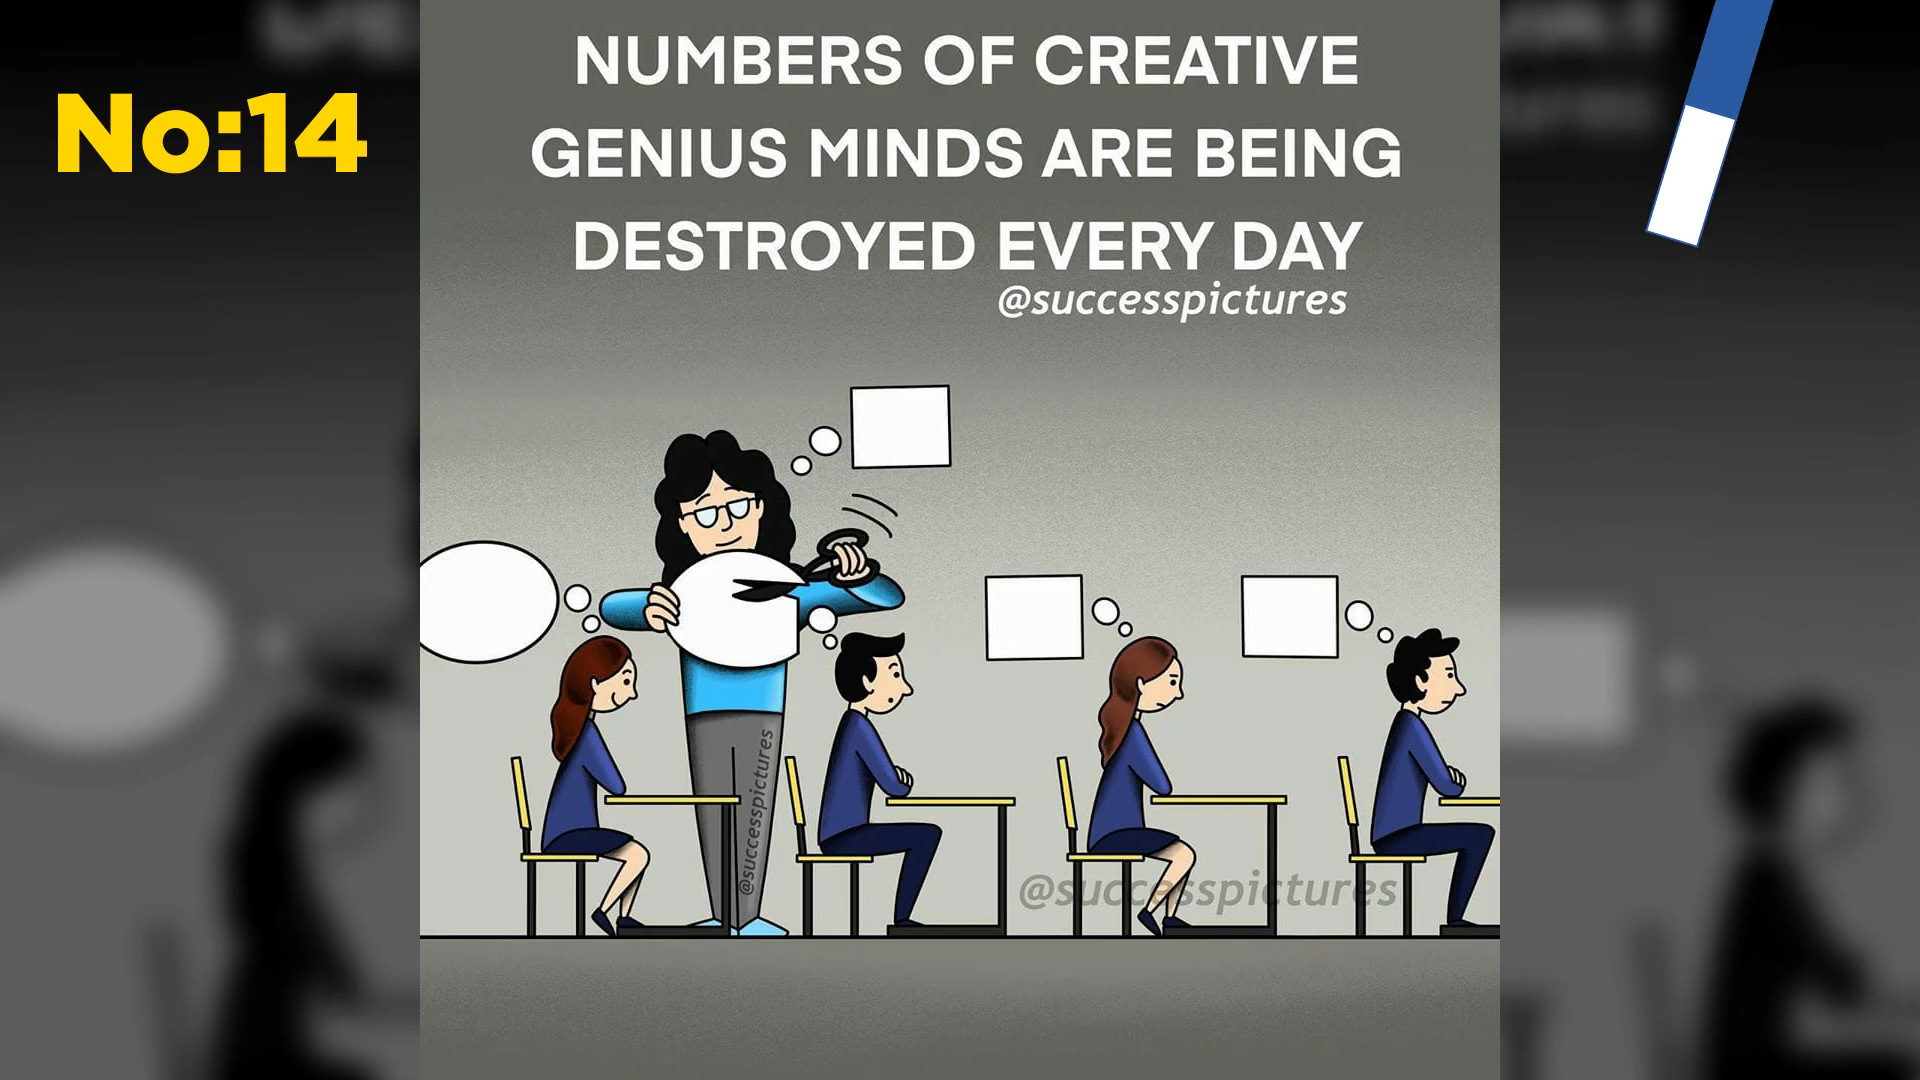 No:14
NUMBERS OF CREATIVE
GENIUS MINDS ARE BEING
DESTROYED EVERY DAY
@successpictures
@successpictures
@successpictures